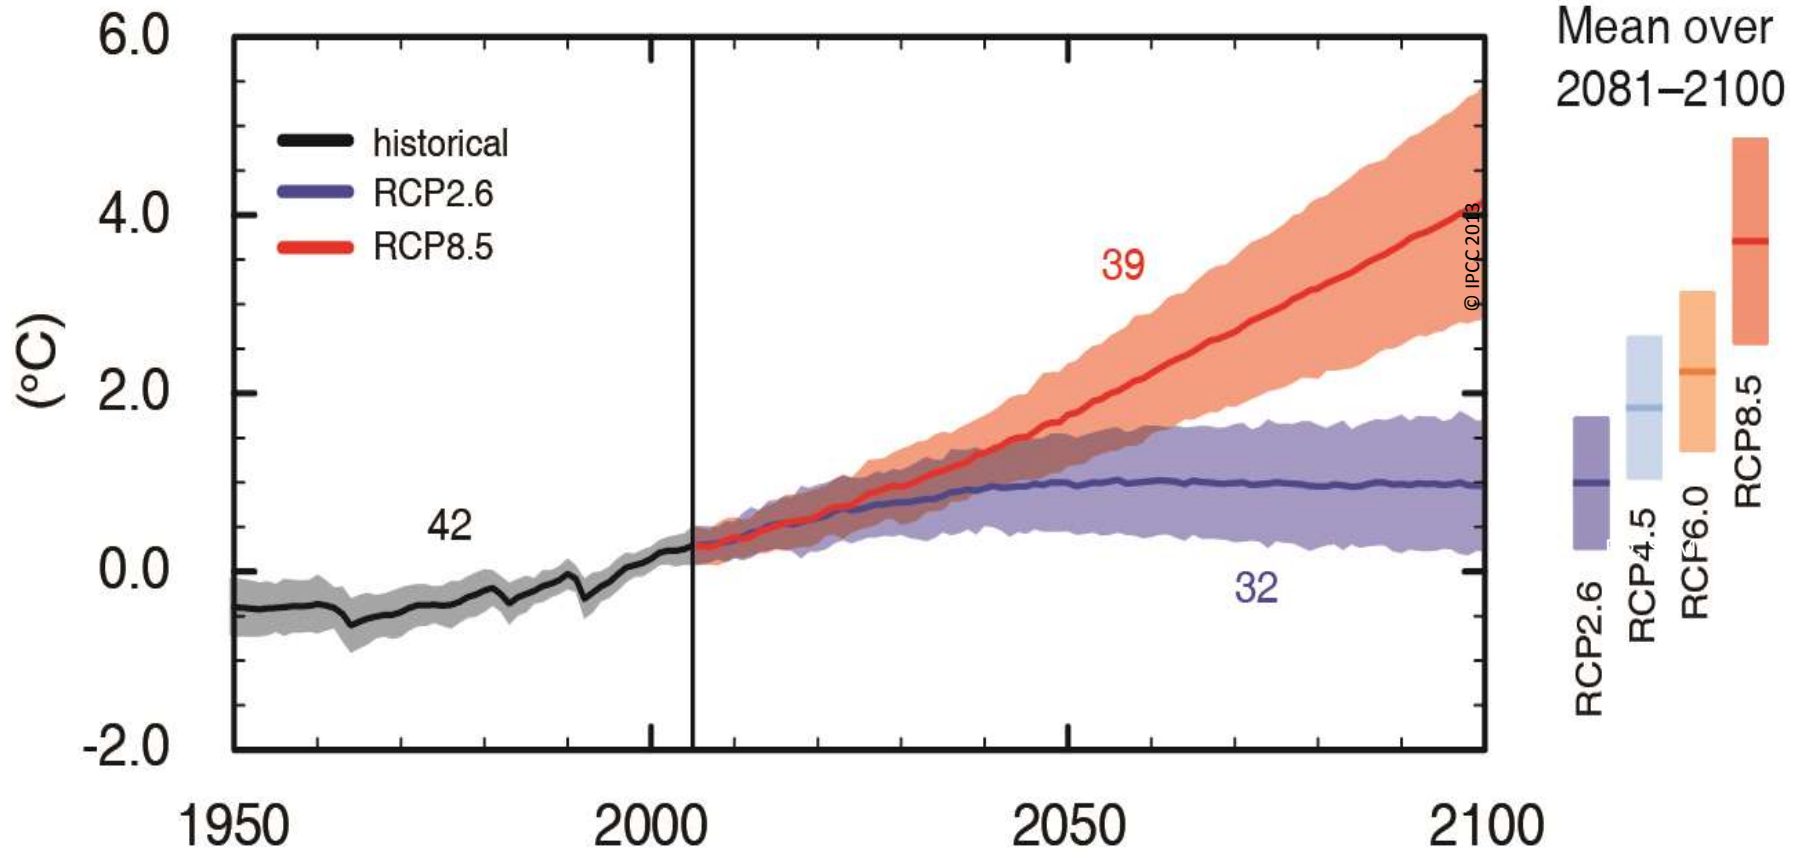 6.0
4.0
2.0
0.0
-2.0
(°C)
historical
RCP2.6
RCP8.5
42
39
32
© IPCC 2013
1950
2000
2050
2100
Mean over
2081–2100
RCP2.6
RCP4.5
RCP6.0
RCP8.5